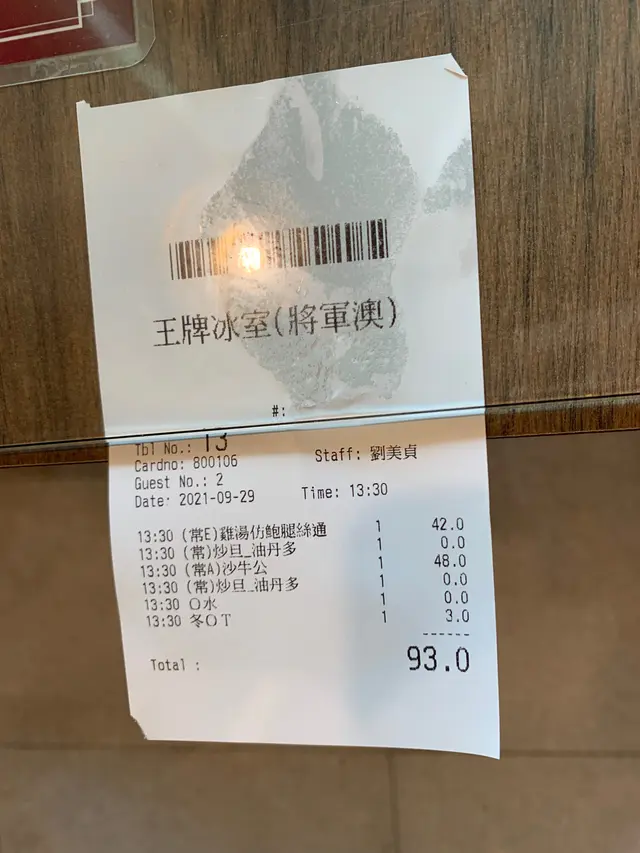 王牌冰室(將軍澳)
#:
Tbl No.: 13
Cardno: 800106 Staff: 劉美貞
Guest No.: 2
Date: 2021-09-29 Time: 13:30
13:30 (常E)雞湯仿鮑腿絲通 1 42.0
13:30 (常)炒旦_油丹多 1 0.0
13:30 (常A)沙牛公 1 48.0
13:30 (常)炒旦_油丹多 1 0.0
13:30 O水 1 0.0
13:30 冬OT 1 3.0
------
Total : 93.0